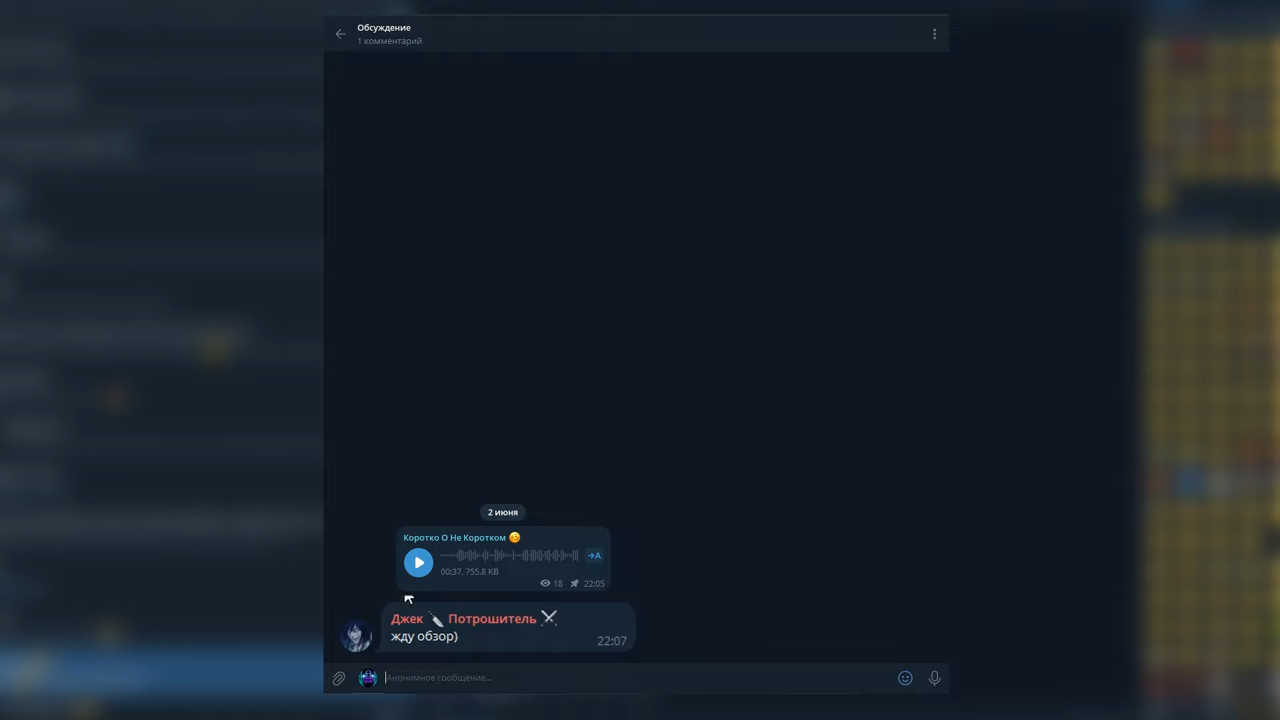 Обсуждение
1 комментарий
2 июня
Коротко О Не Коротком
→A
00:37, 755.8 KB
18 22:05
Джек Потрошитель
жду обзор)
22:07
Анонимное сообщение...